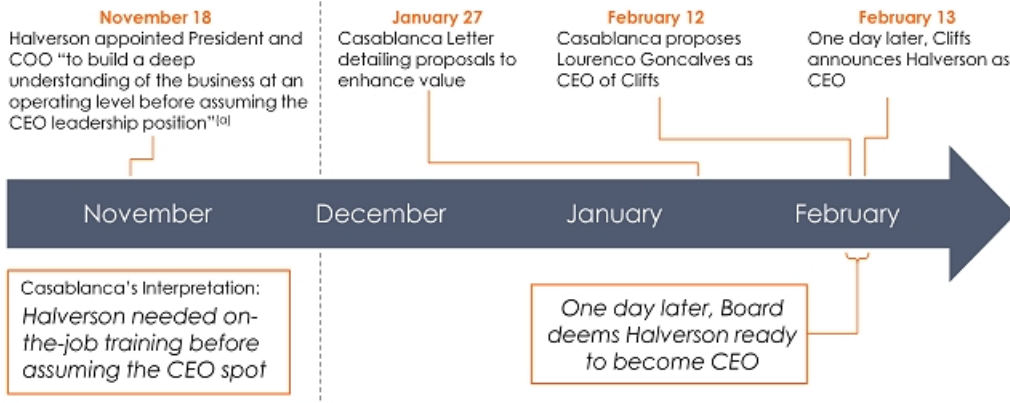 November 18
Halverson appointed President and
COO “to build a deep
understanding of the business at an
operating level before assuming the
CEO leadership position”[a]
January 27
Casablanca Letter
detailing proposals to
enhance value
February 12
Casablanca proposes
Lourenco Goncalves as
CEO of Cliffs
February 13
One day later, Cliffs
announces Halverson as
CEO
November
December
January
February
Casablanca’s Interpretation:
Halverson needed on-
the-job training before
assuming the CEO spot
One day later, Board
deems Halverson ready
to become CEO